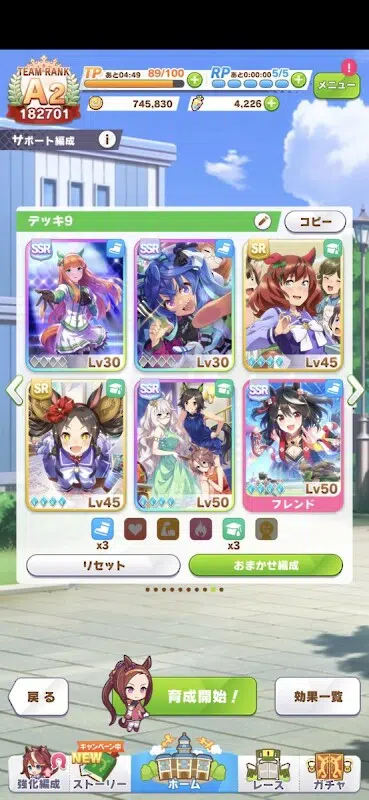 TEAM RANK
A2
182701
TP あと04:49 89/100
RP あと0:00:00 5/5
メニュー
745,830
4,226
サポート編成
i
デッキ9
コピー
SSR
Lv30
SSR
Lv30
SR
Lv45
SR
Lv45
SSR
Lv50
SSR
Lv50
フレンド
x3
x3
リセット
おまかせ編成
戻る
育成開始!
効果一覧
強化編成
キャンペーン中
NEW
ストーリー
ホーム
レース
ガチャ